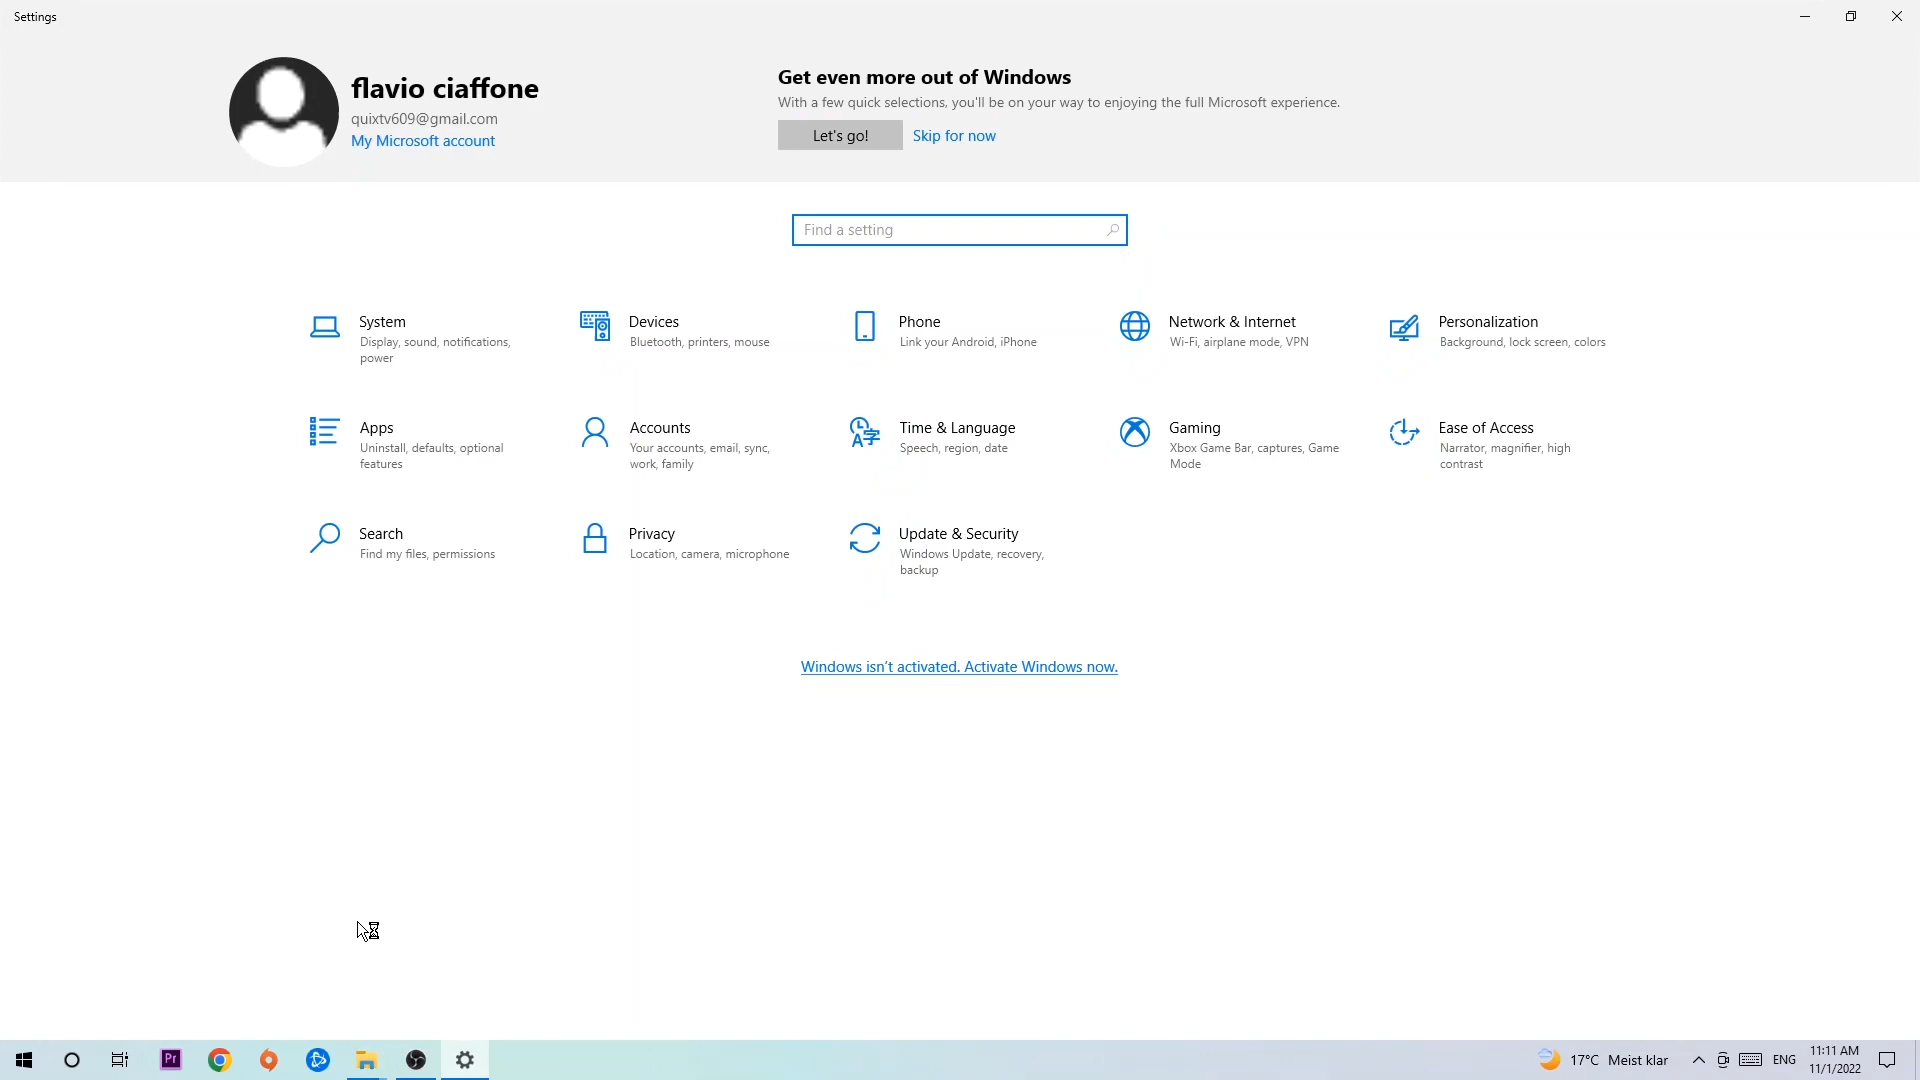 Settings
flavio ciaffone
quixtv609@gmail.com
My Microsoft account
Get even more out of Windows
With a few quick selections, you'll be on your way to enjoying the full Microsoft experience.
Let's go!
Skip for now
Find a setting
System
Display, sound, notifications,
power
Devices
Bluetooth, printers, mouse
Phone
Link your Android, iPhone
Network & Internet
Wi-Fi, airplane mode, VPN
Personalization
Background, lock screen, colors
Apps
Uninstall, defaults, optional
features
Accounts
Your accounts, email, sync,
work, family
Time & Language
Speech, region, date
Gaming
Xbox Game Bar, captures, Game
Mode
Ease of Access
Narrator, magnifier, high
contrast
Search
Find my files, permissions
Privacy
Location, camera, microphone
Update & Security
Windows Update, recovery,
backup
Windows isn't activated. Activate Windows now.
Pr
17°C Meist klar
ENG
11:11 AM
11/1/2022